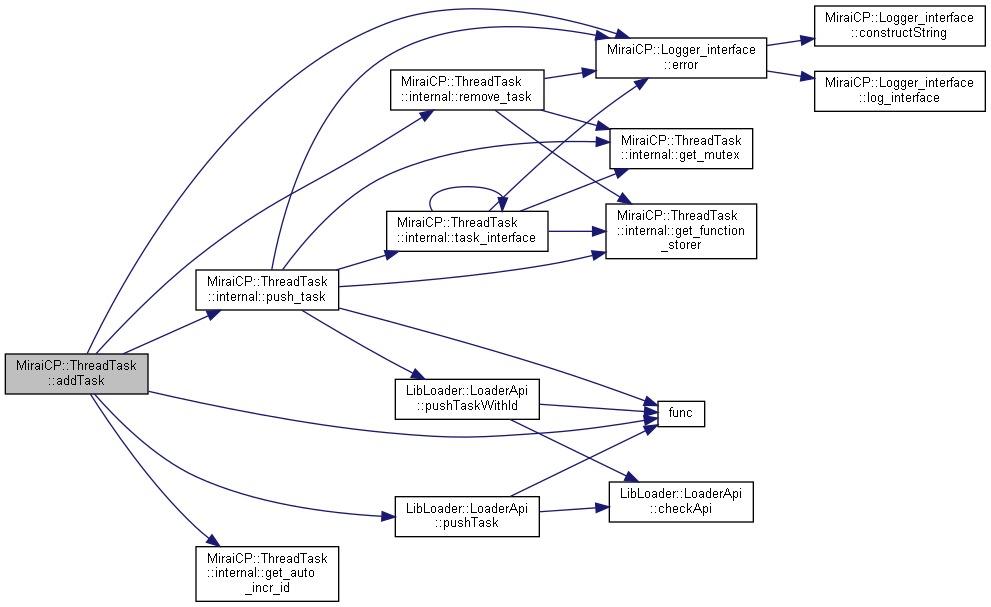 MiraiCP::Logger_interface
::constructString
MiraiCP::Logger_interface
::error
MiraiCP::ThreadTask
::internal::remove_task
MiraiCP::Logger_interface
::log_interface
MiraiCP::ThreadTask
::internal::get_mutex
MiraiCP::ThreadTask
::internal::task_interface
MiraiCP::ThreadTask
::internal::get_function
_storer
MiraiCP::ThreadTask
::internal::push_task
MiraiCP::ThreadTask
::addTask
LibLoader::LoaderApi
::pushTaskWithId
func
LibLoader::LoaderApi
::checkApi
LibLoader::LoaderApi
::pushTask
MiraiCP::ThreadTask
::internal::get_auto
_incr_id